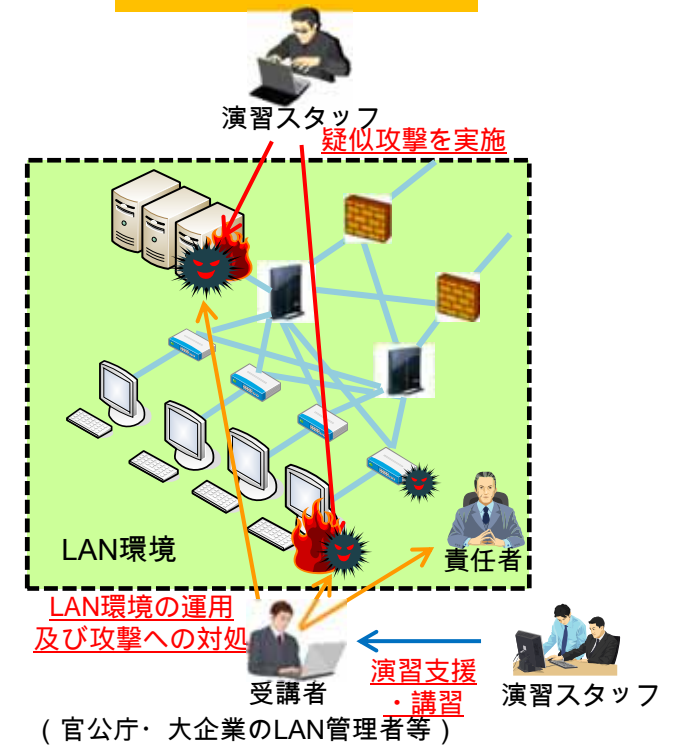 演習スタッフ
疑似攻撃を実施
LAN環境
責任者
LAN環境の運用
及び攻撃への対処
受講者
演習支援
・講習
演習スタッフ
(官公庁・大企業のLAN管理者等)